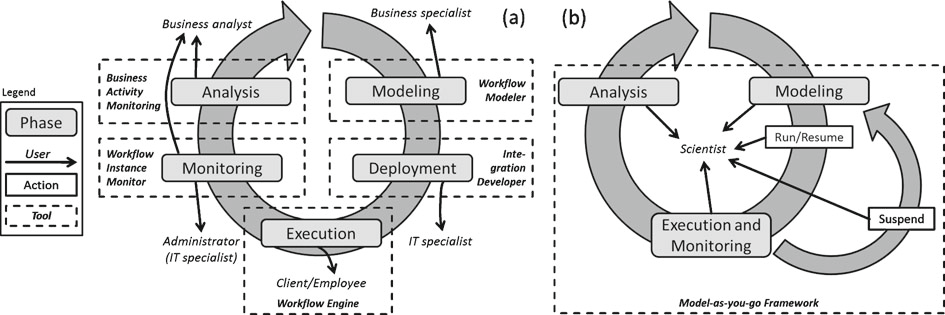 Legend
Phase
User
Action
Tool
(a)
Business analyst
Business specialist
Business
Activity
Monitoring
Analysis
Modeling
Workflow
Modeler
Workflow
Instance
Monitor
Monitoring
Deployment
Inte-
gration
Developer
Execution
Administrator
(IT specialist)
IT specialist
Client/Employee
Workflow Engine
(b)
Analysis
Modeling
Scientist
Run/Resume
Suspend
Execution and
Monitoring
Model-as-you-go Framework